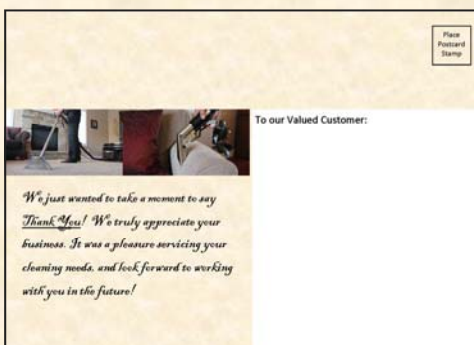 Place
Postcard
Stamp
To our Valued Customer:
We just wanted to take a moment to say
Thank You! We truly appreciate your
business. It was a pleasure servicing your
cleaning needs, and look forward to working
with you in the future!